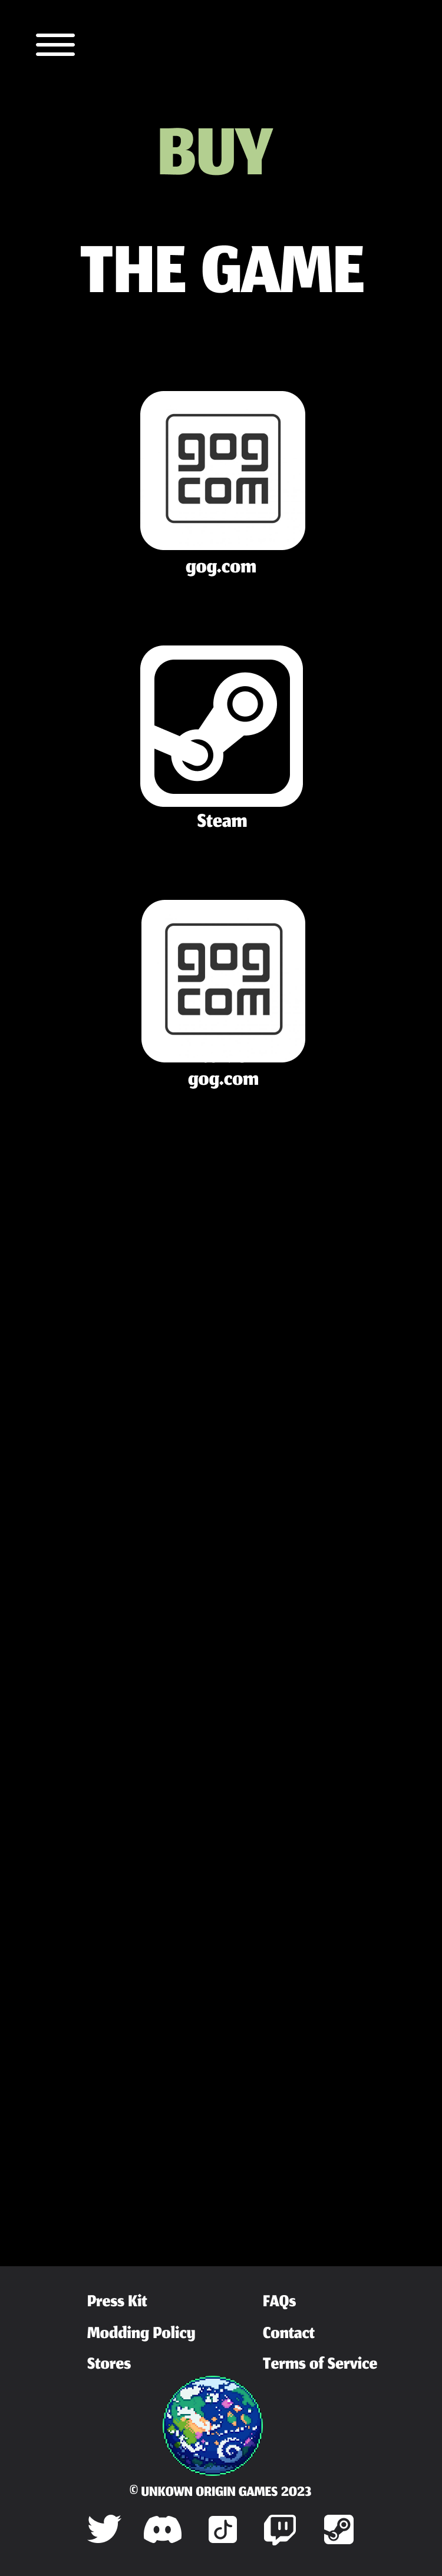 BUY
THE GAME
gog
com
gog.com
Steam
gog
com
gog.com
Press Kit
FAQs
Modding Policy
Contact
Stores
Terms of Service
© UNKOWN ORIGIN GAMES 2023